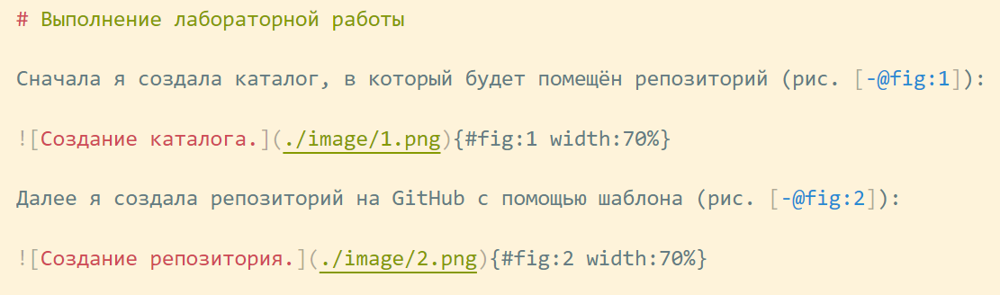 # Выполнение лабораторной работы
Сначала я создала каталог, в который будет помещён репозиторий (рис. [-@fig:1]):
![Создание каталога.](./image/1.png){#fig:1 width:70%}
Далее я создала репозиторий на GitHub с помощью шаблона (рис. [-@fig:2]):
![Создание репозитория.](./image/2.png){#fig:2 width:70%}